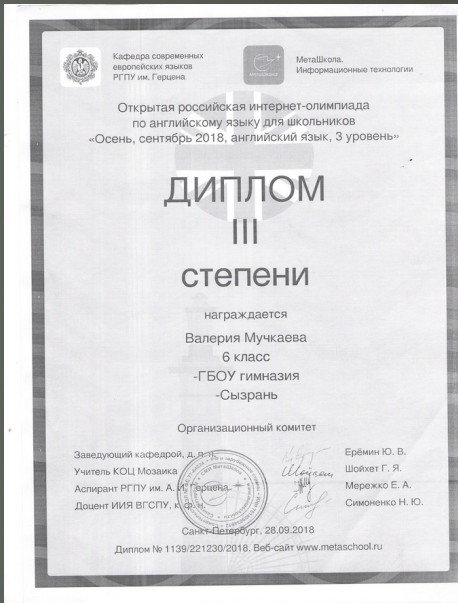 Кафедра современных
европейских языков
РГПУ им. Герцена
МетаШкола.
Информационные технологии
Открытая российская интернет-олимпиада
по английскому языку для школьников
«Осень, сентябрь 2018, английский язык, 3 уровень»
ДИПЛОМ
III
степени
награждается
Валерия Мучкаева
6 класс
-ГБОУ гимназия
-Сызрань
Организационный комитет
Заведующий кафедрой, д. п. н. Ерёмин Ю. В.
Учитель КОЦ Мозаика Шойхет Г. Я.
Аспирант РГПУ им. А. И. Герцена Мережко Е. А.
Доцент ИИЯ ВГСПУ, к. ф. н. Симоненко Н. Ю.
Санкт-Петербург, 28.09.2018
Диплом № 1139/221230/2018. Веб-сайт www.metaschool.ru